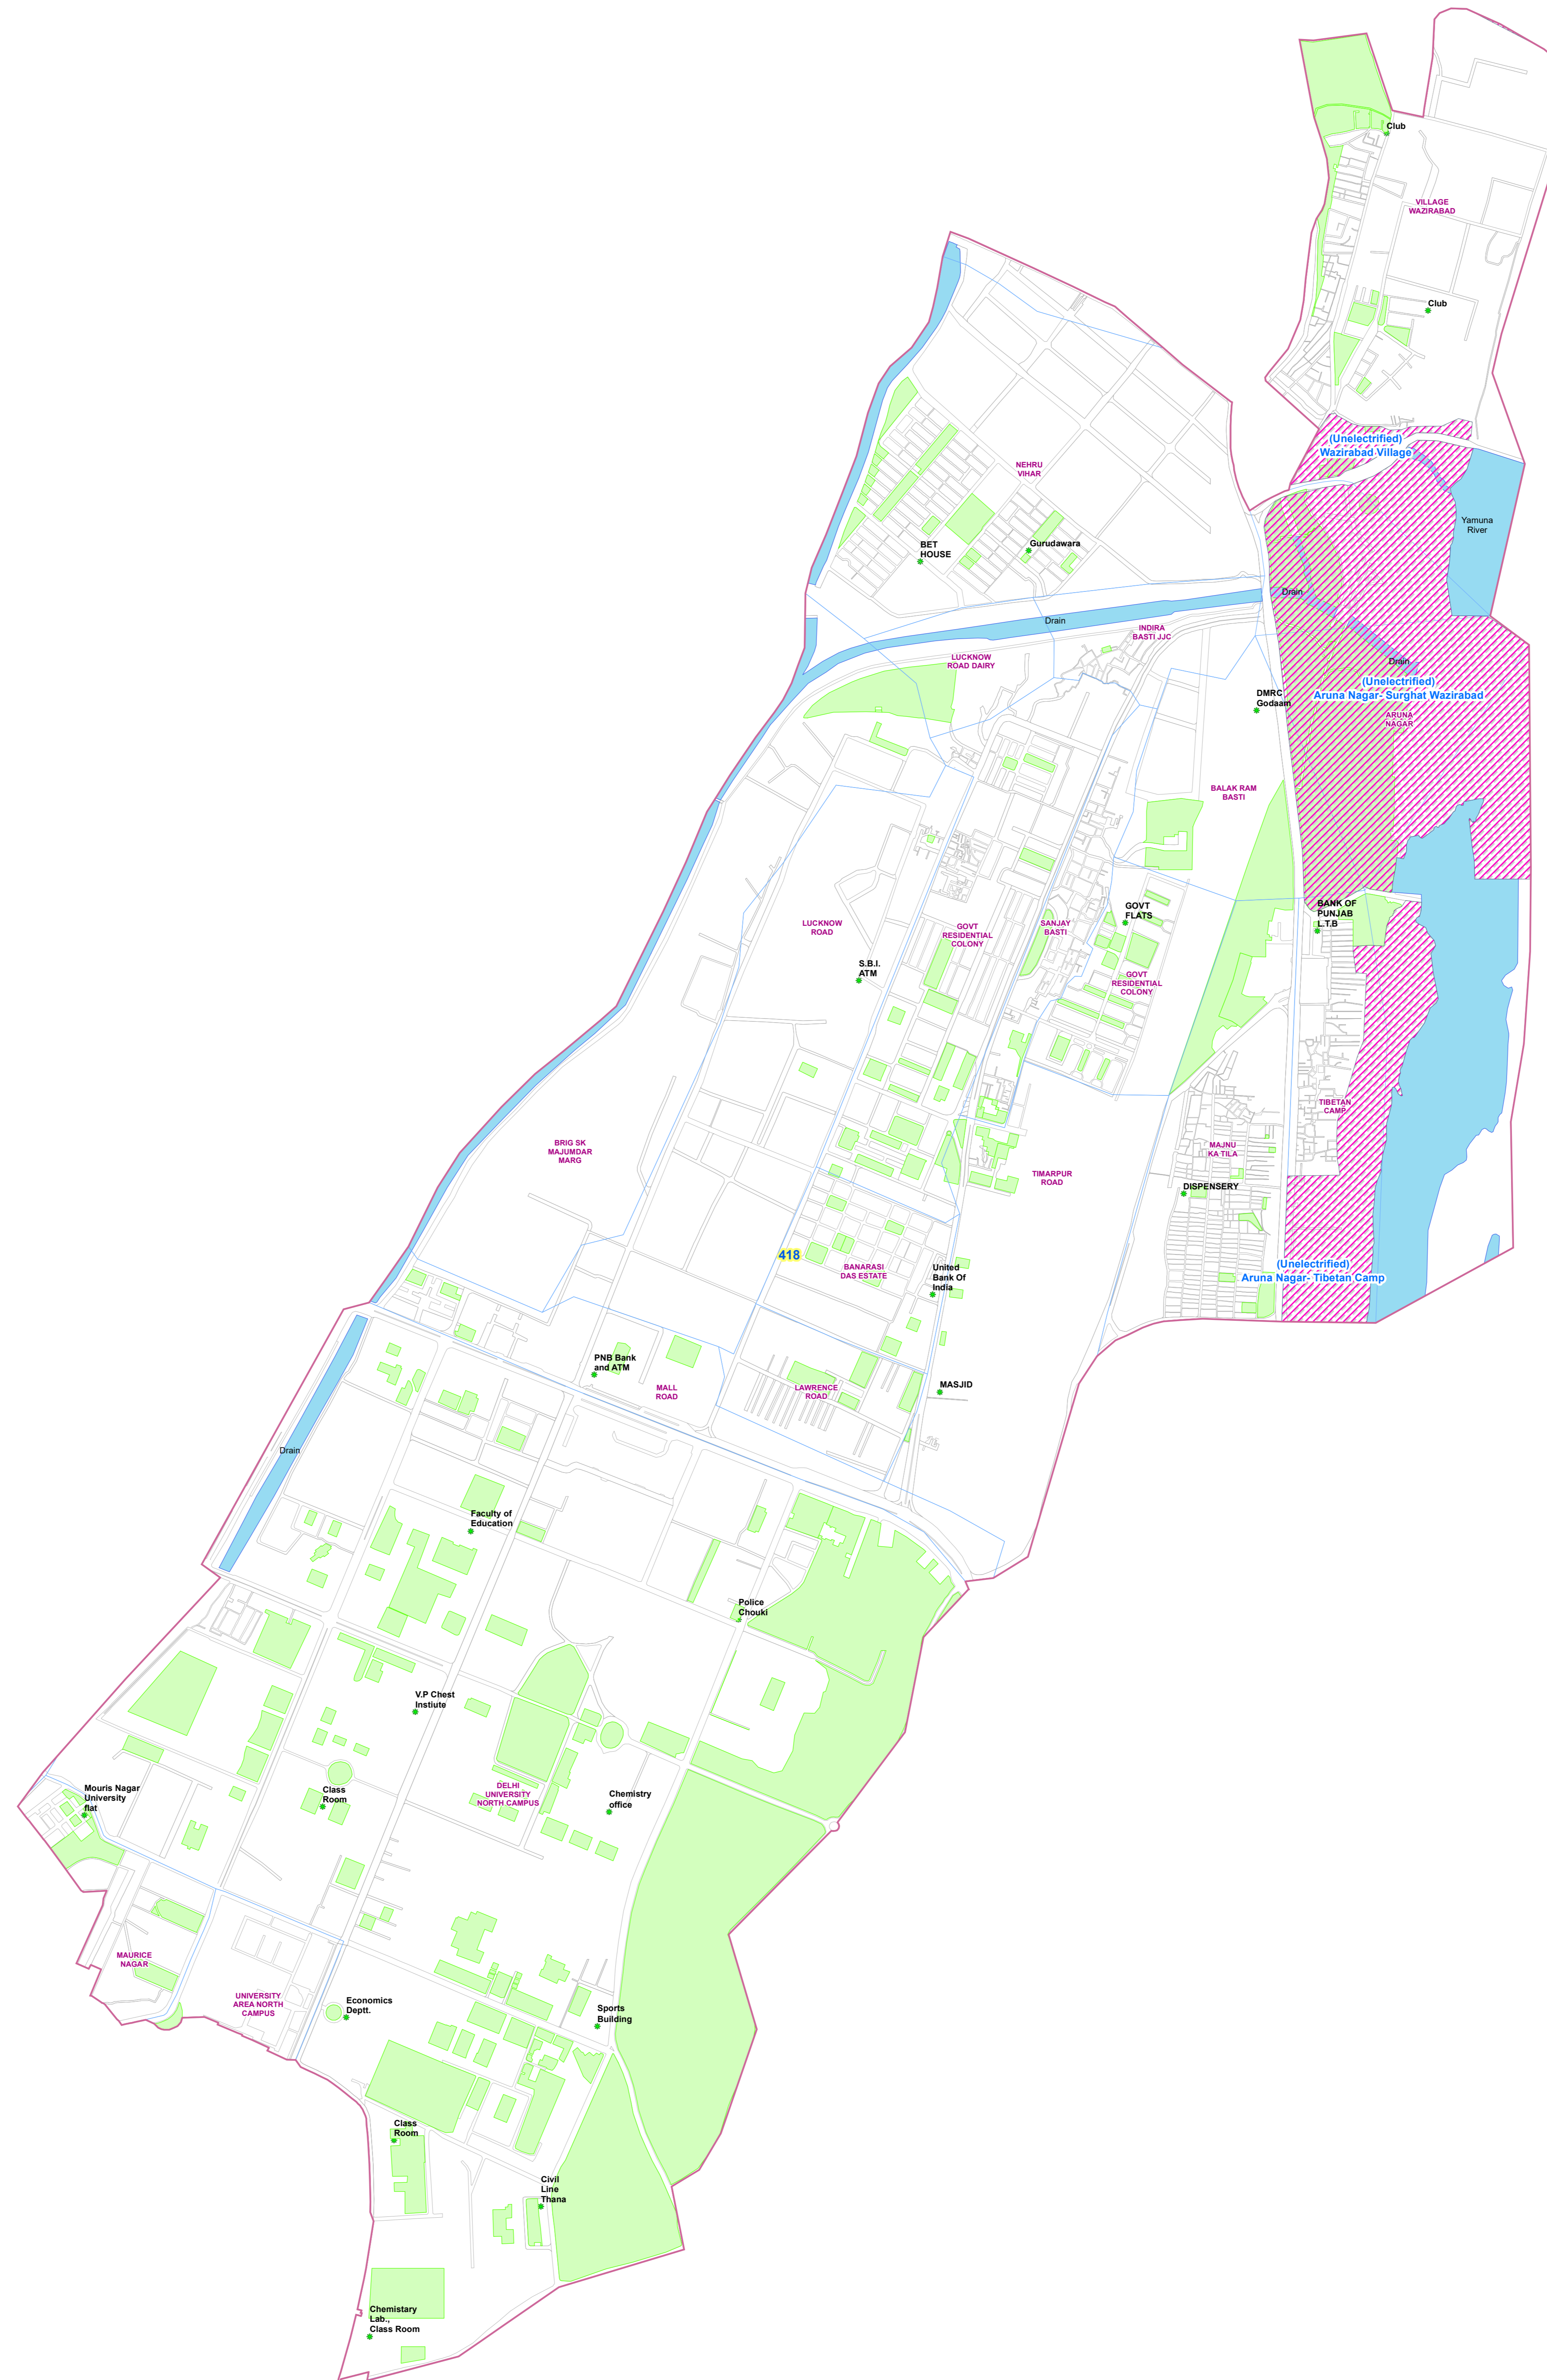 Club
VILLAGE
WAZIRABAD
Club
(Unelectrified)
Wazirabad Village
NEHRU
VIHAR
Yamuna
River
BET
HOUSE
Gurudawara
Drain
Drain
INDIRA
BASTI JJC
LUCKNOW
ROAD DAIRY
Drain
(Unelectrified)
Aruna Nagar- Surghat Wazirabad
DMRC
Godaam
ARUNA
NAGAR
BALAK RAM
BASTI
BANK OF
PUNJAB
L.T.B
GOVT
FLATS
LUCKNOW
ROAD
GOVT
RESIDENTIAL
COLONY
SANJAY
BASTI
S.B.I.
ATM
GOVT
RESIDENTIAL
COLONY
TIBETAN
CAMP
BRIG SK
MAJUMDAR
MARG
MAJNU
KA TILA
TIMARPUR
ROAD
DISPENSERY
418
BANARASI
DAS ESTATE
United
Bank Of
India
(Unelectrified)
Aruna Nagar- Tibetan Camp
PNB Bank
and ATM
MALL
ROAD
LAWRENCE
ROAD
MASJID
Drain
Faculty of
Education
Police
Chouki
V.P Chest
Instiute
Mouris Nagar
University
flat
Class
Room
DELHI
UNIVERSITY
NORTH CAMPUS
Chemistry
office
MAURICE
NAGAR
UNIVERSITY
AREA NORTH
CAMPUS
Economics
Deptt.
Sports
Building
Class
Room
Civil
Line
Thana
Chemistary
Lab.,
Class Room